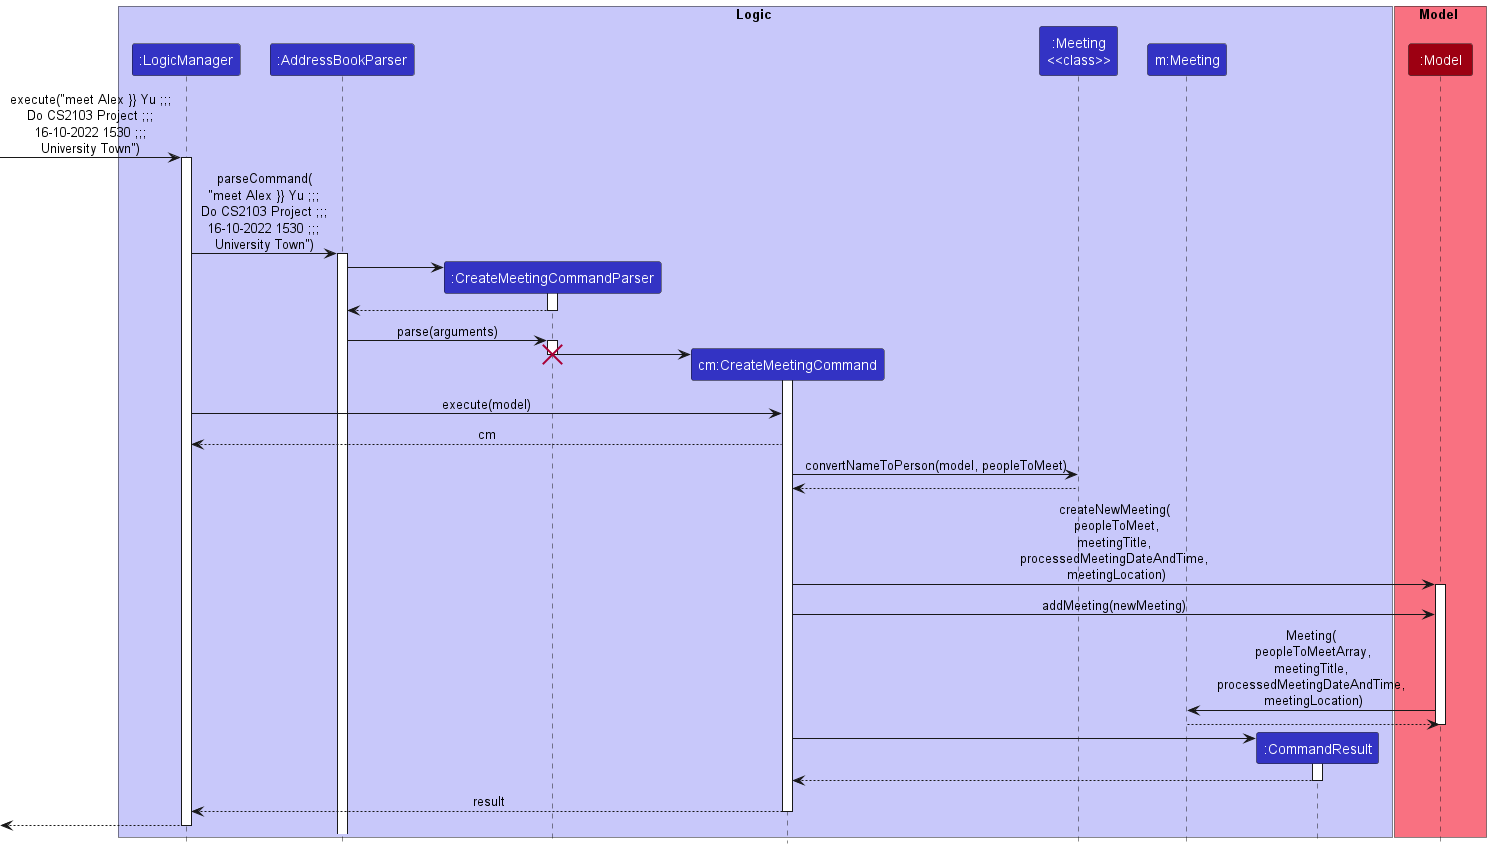 Logic
Model
:LogicManager
:AddressBookParser
:Meeting
<<class>>
m:Meeting
:Model
execute("meet Alex }} Yu ;;;
Do CS2103 Project ;;;
16-10-2022 1530 ;;;
University Town")
parseCommand(
"meet Alex }} Yu ;;;
Do CS2103 Project ;;;
16-10-2022 1530 ;;;
University Town")
:CreateMeetingCommandParser
parse(arguments)
cm:CreateMeetingCommand
execute(model)
cm
convertNameToPerson(model, peopleToMeet)
createNewMeeting(
peopleToMeet,
meetingTitle,
processedMeetingDateAndTime,
meetingLocation)
addMeeting(newMeeting)
Meeting(
peopleToMeetArray,
meetingTitle,
processedMeetingDateAndTime,
meetingLocation)
:CommandResult
result